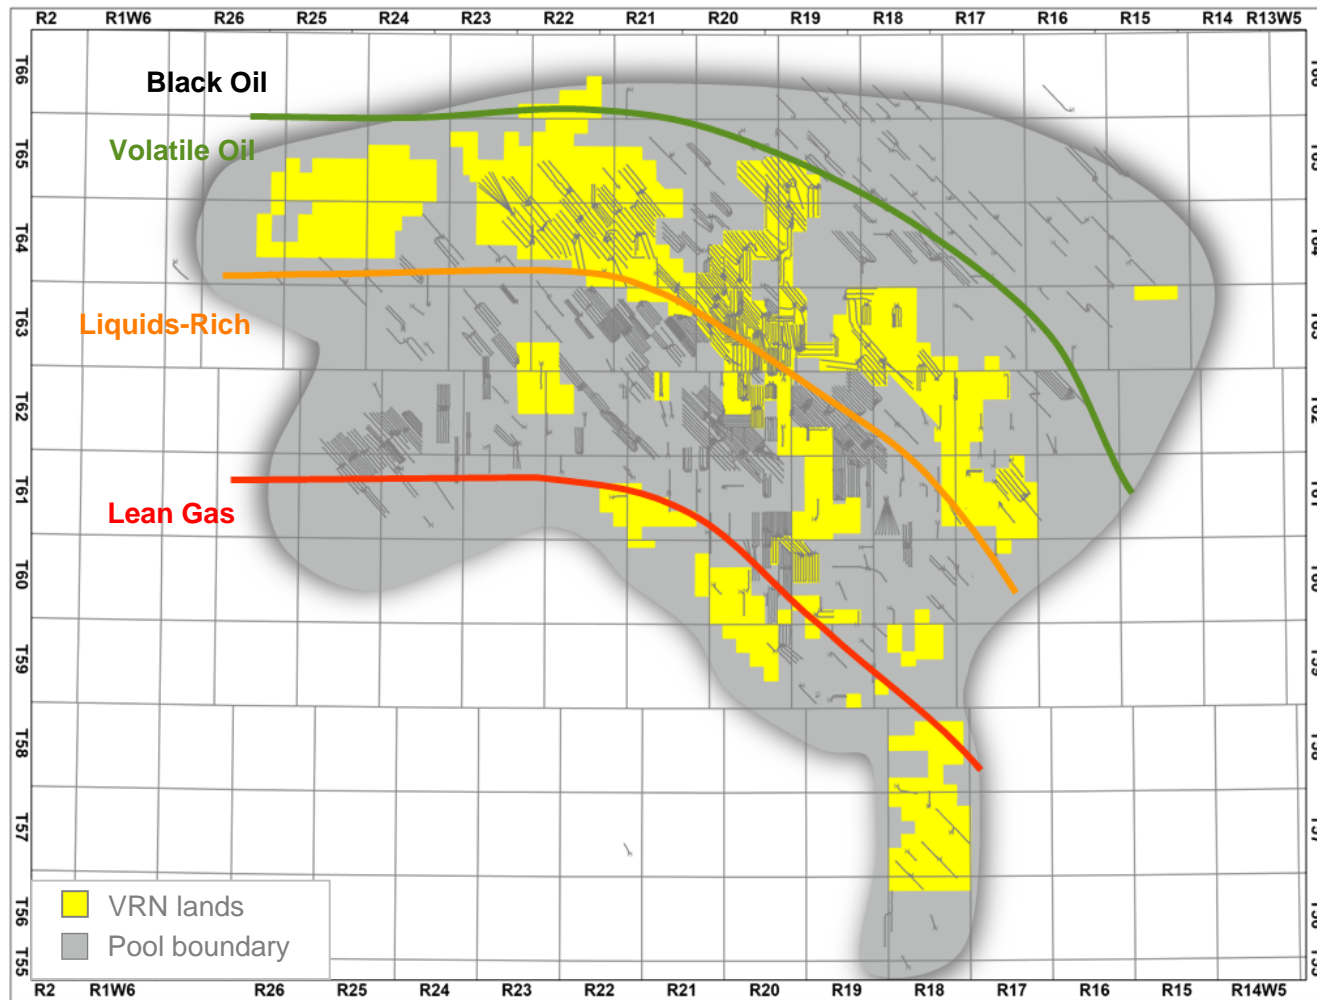 R2 R1W6 R26 R25 R24 R23 R22 R21 R20 R19 R18 R17 R16 R15 R14 R13W5
T66
Black Oil
Volatile Oil
T65
T64
Liquids-Rich
T63
T62
T61
Lean Gas
T60
T59
T58
T57
VRN lands
T56
Pool boundary
T55
R2 R1W6 R26 R25 R24 R23 R22 R21 R20 R19 R18 R17 R16 R15 R14W5